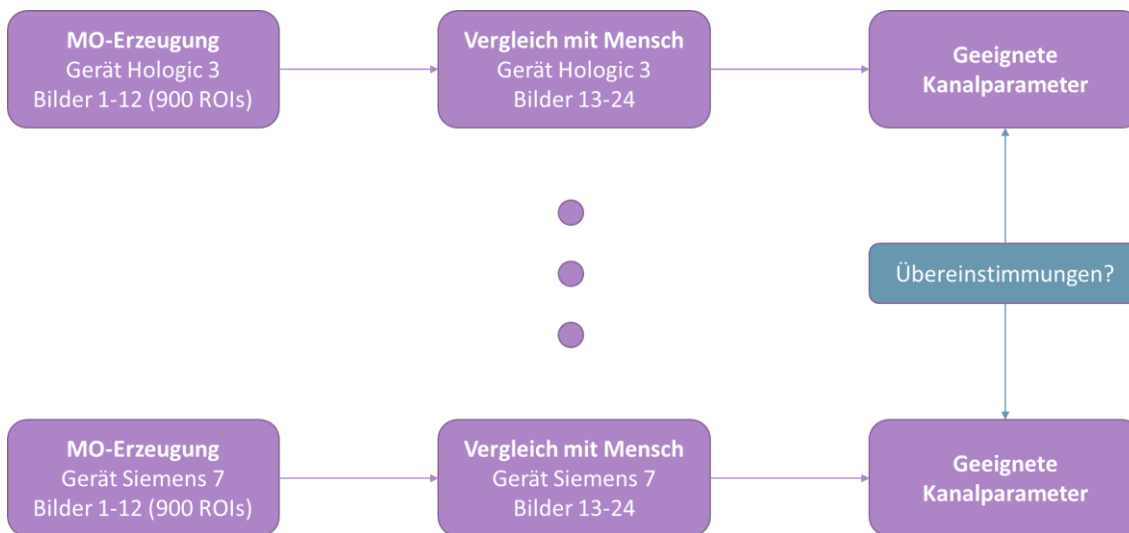 MO-Erzeugung
Gerät Hologic 3
Bilder 1-12 (900 ROIs)
Vergleich mit Mensch
Gerät Hologic 3
Bilder 13-24
Geeignete
Kanalparameter
Übereinstimmungen?
MO-Erzeugung
Gerät Siemens 7
Bilder 1-12 (900 ROIs)
Vergleich mit Mensch
Gerät Siemens 7
Bilder 13-24
Geeignete
Kanalparameter